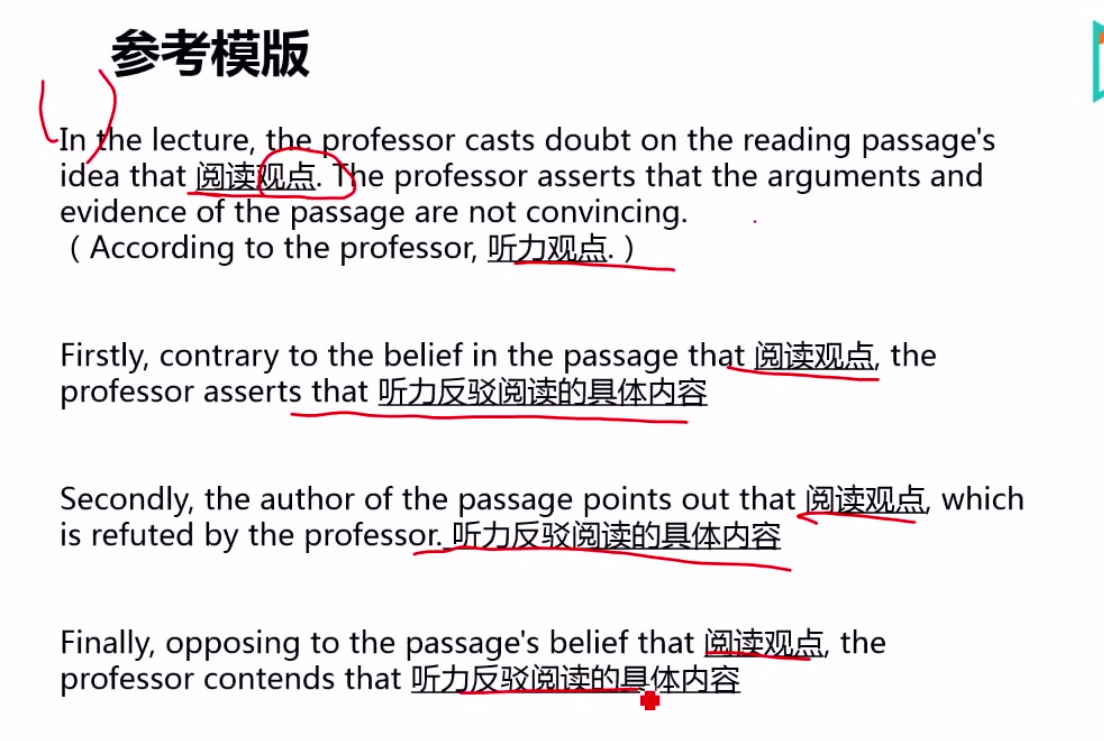 参考模版
In the lecture, the professor casts doubt on the reading passage's
idea that 阅读观点. The professor asserts that the arguments and
evidence of the passage are not convincing.
（According to the professor, 听力观点.）
Firstly, contrary to the belief in the passage that 阅读观点, the
professor asserts that 听力反驳阅读的具体内容
Secondly, the author of the passage points out that 阅读观点, which
is refuted by the professor. 听力反驳阅读的具体内容
Finally, opposing to the passage's belief that 阅读观点, the
professor contends that 听力反驳阅读的具体内容